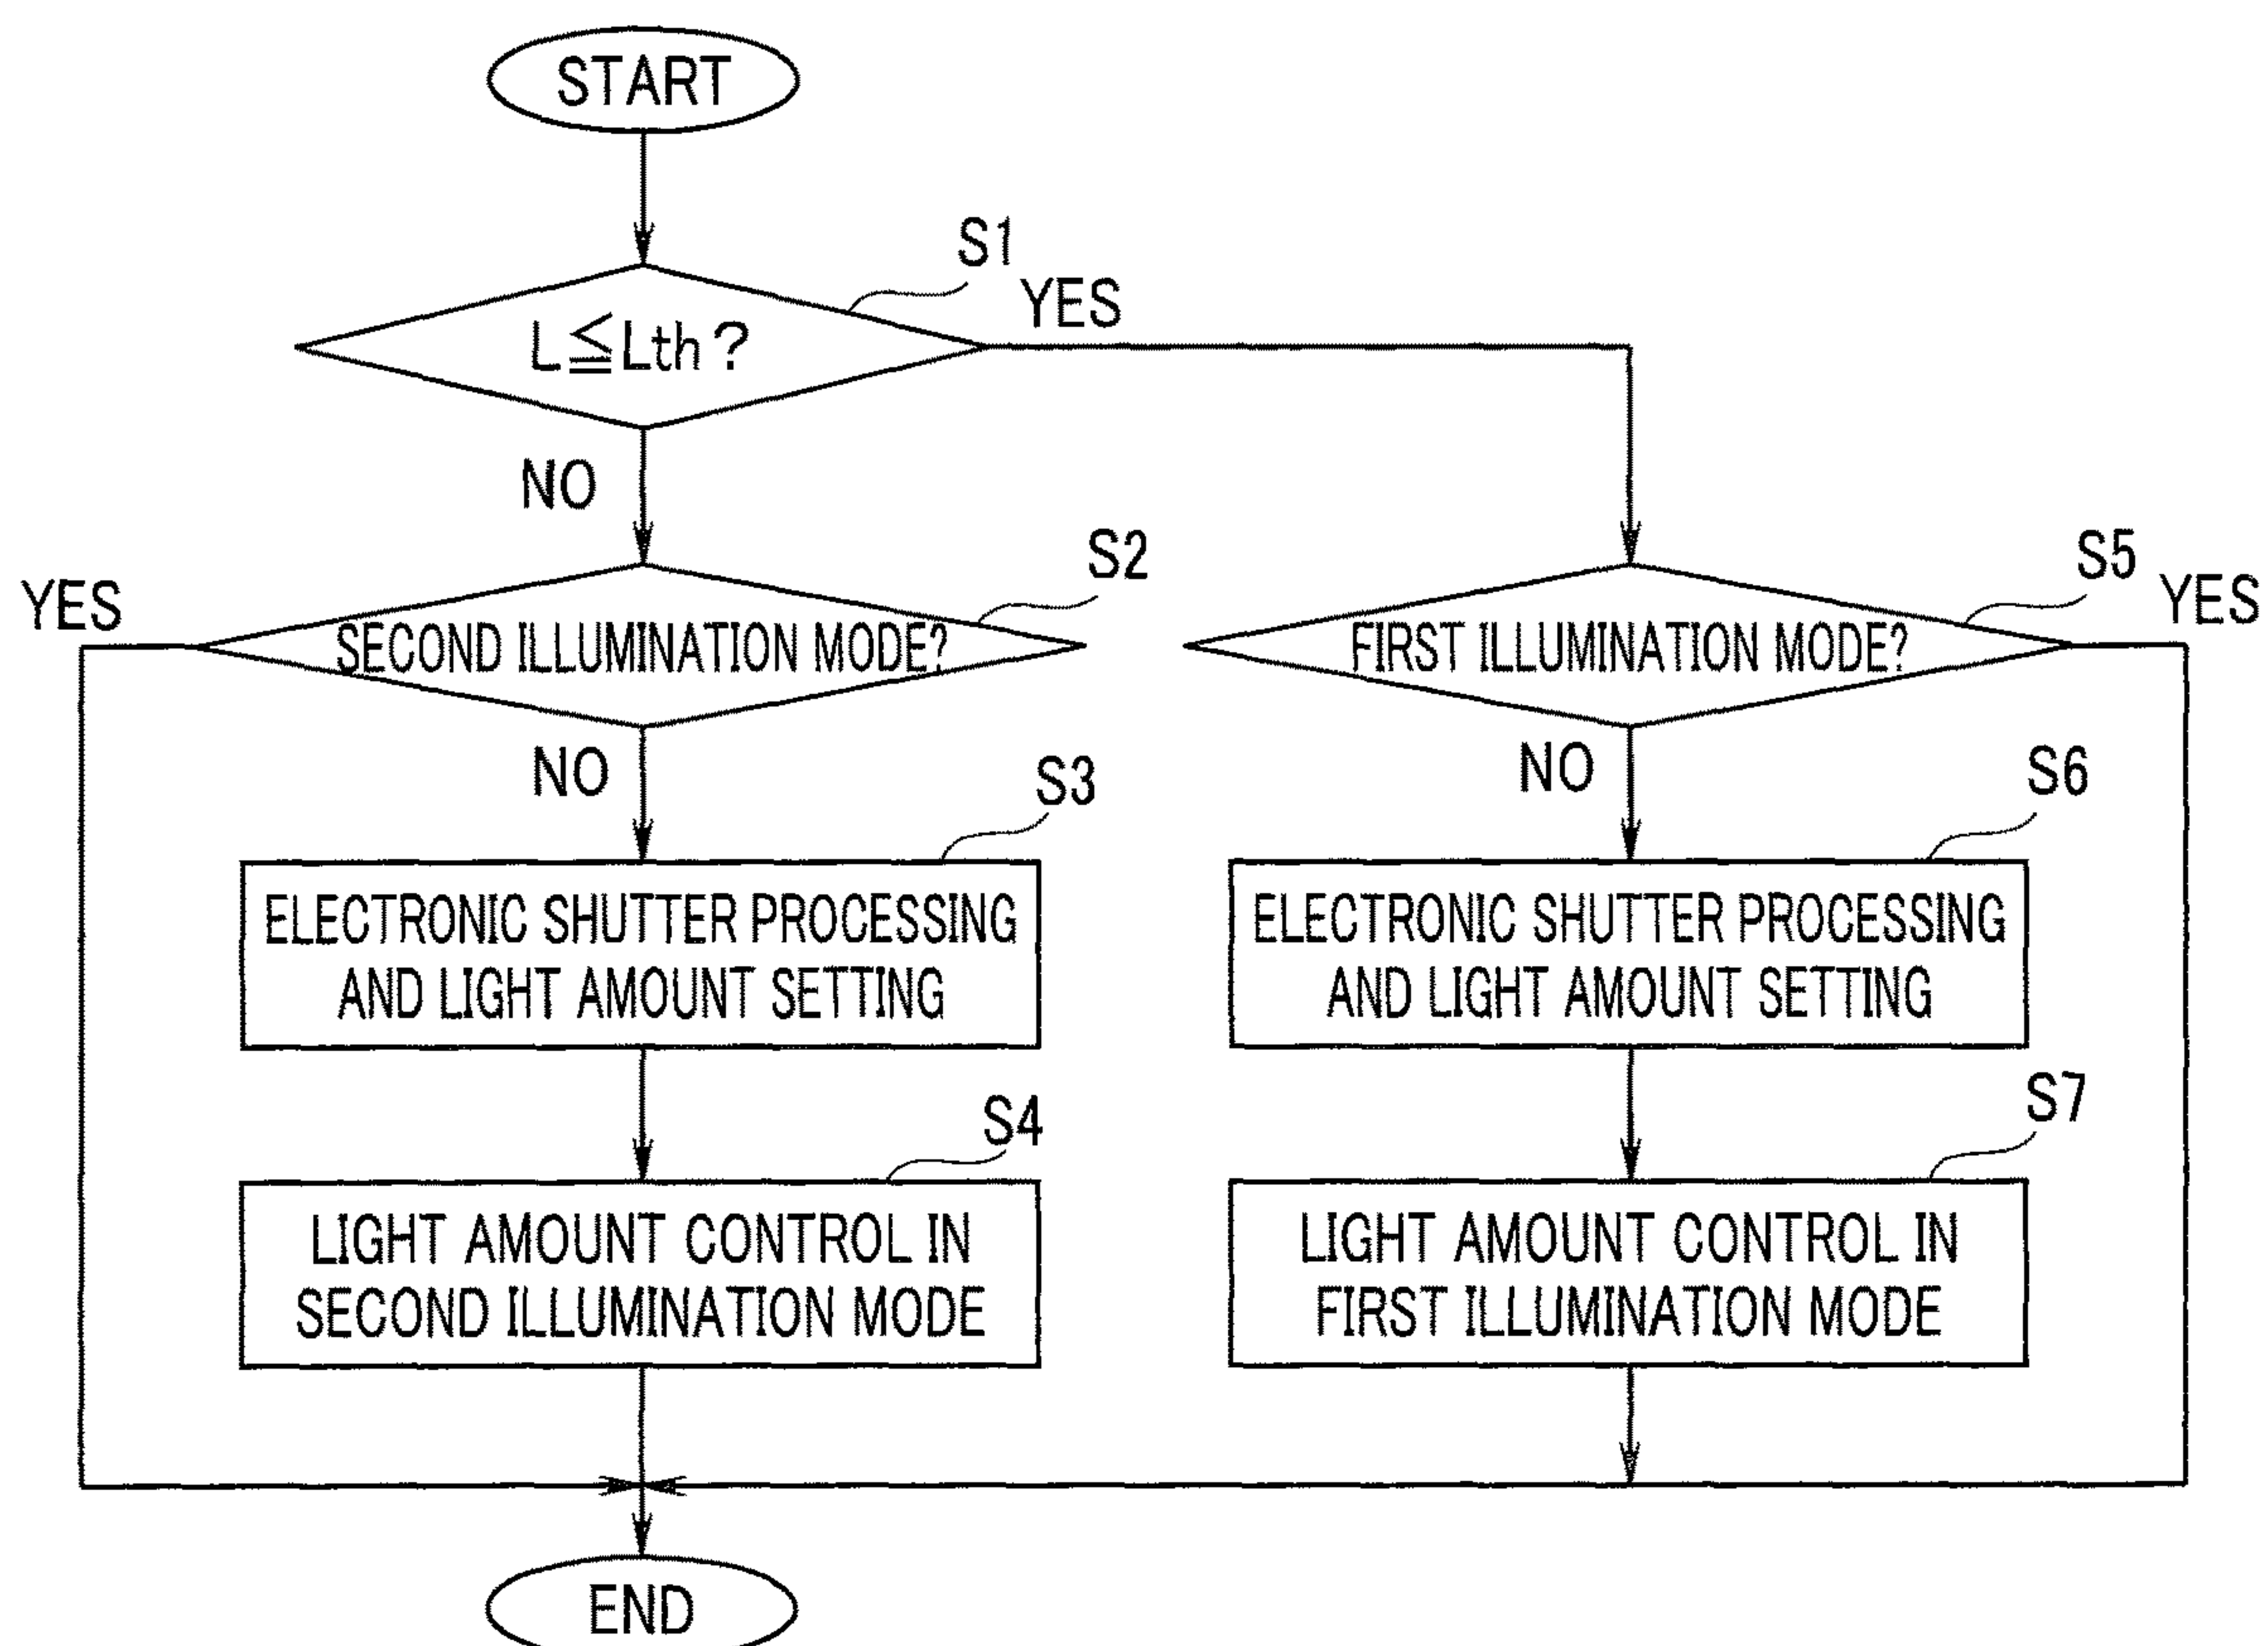 START
S1
YES
L≦Lth?
NO
S2
S5
YES
YES
SECOND ILLUMINATION MODE?
FIRST ILLUMINATION MODE?
NO
NO
S3
S6
ELECTRONIC SHUTTER PROCESSING
AND LIGHT AMOUNT SETTING
ELECTRONIC SHUTTER PROCESSING
AND LIGHT AMOUNT SETTING
S4
S7
LIGHT AMOUNT CONTROL IN
SECOND ILLUMINATION MODE
LIGHT AMOUNT CONTROL IN
FIRST ILLUMINATION MODE
END